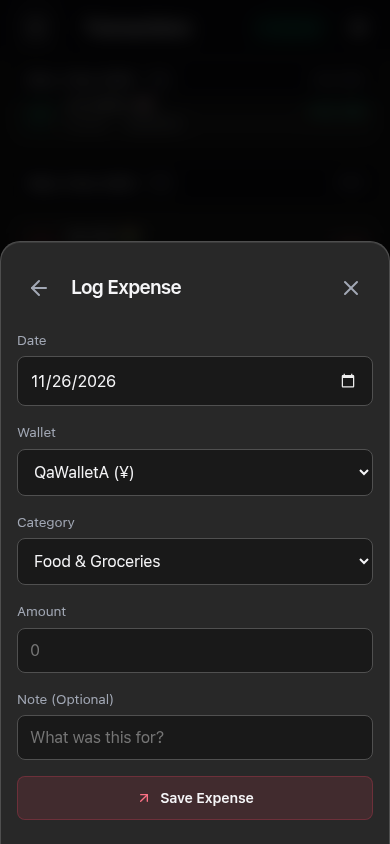 Log Expense
Date
11/26/2026
Wallet
QaWalletA (¥)
Category
Food & Groceries
Amount
0
Note (Optional)
What was this for?
Save Expense